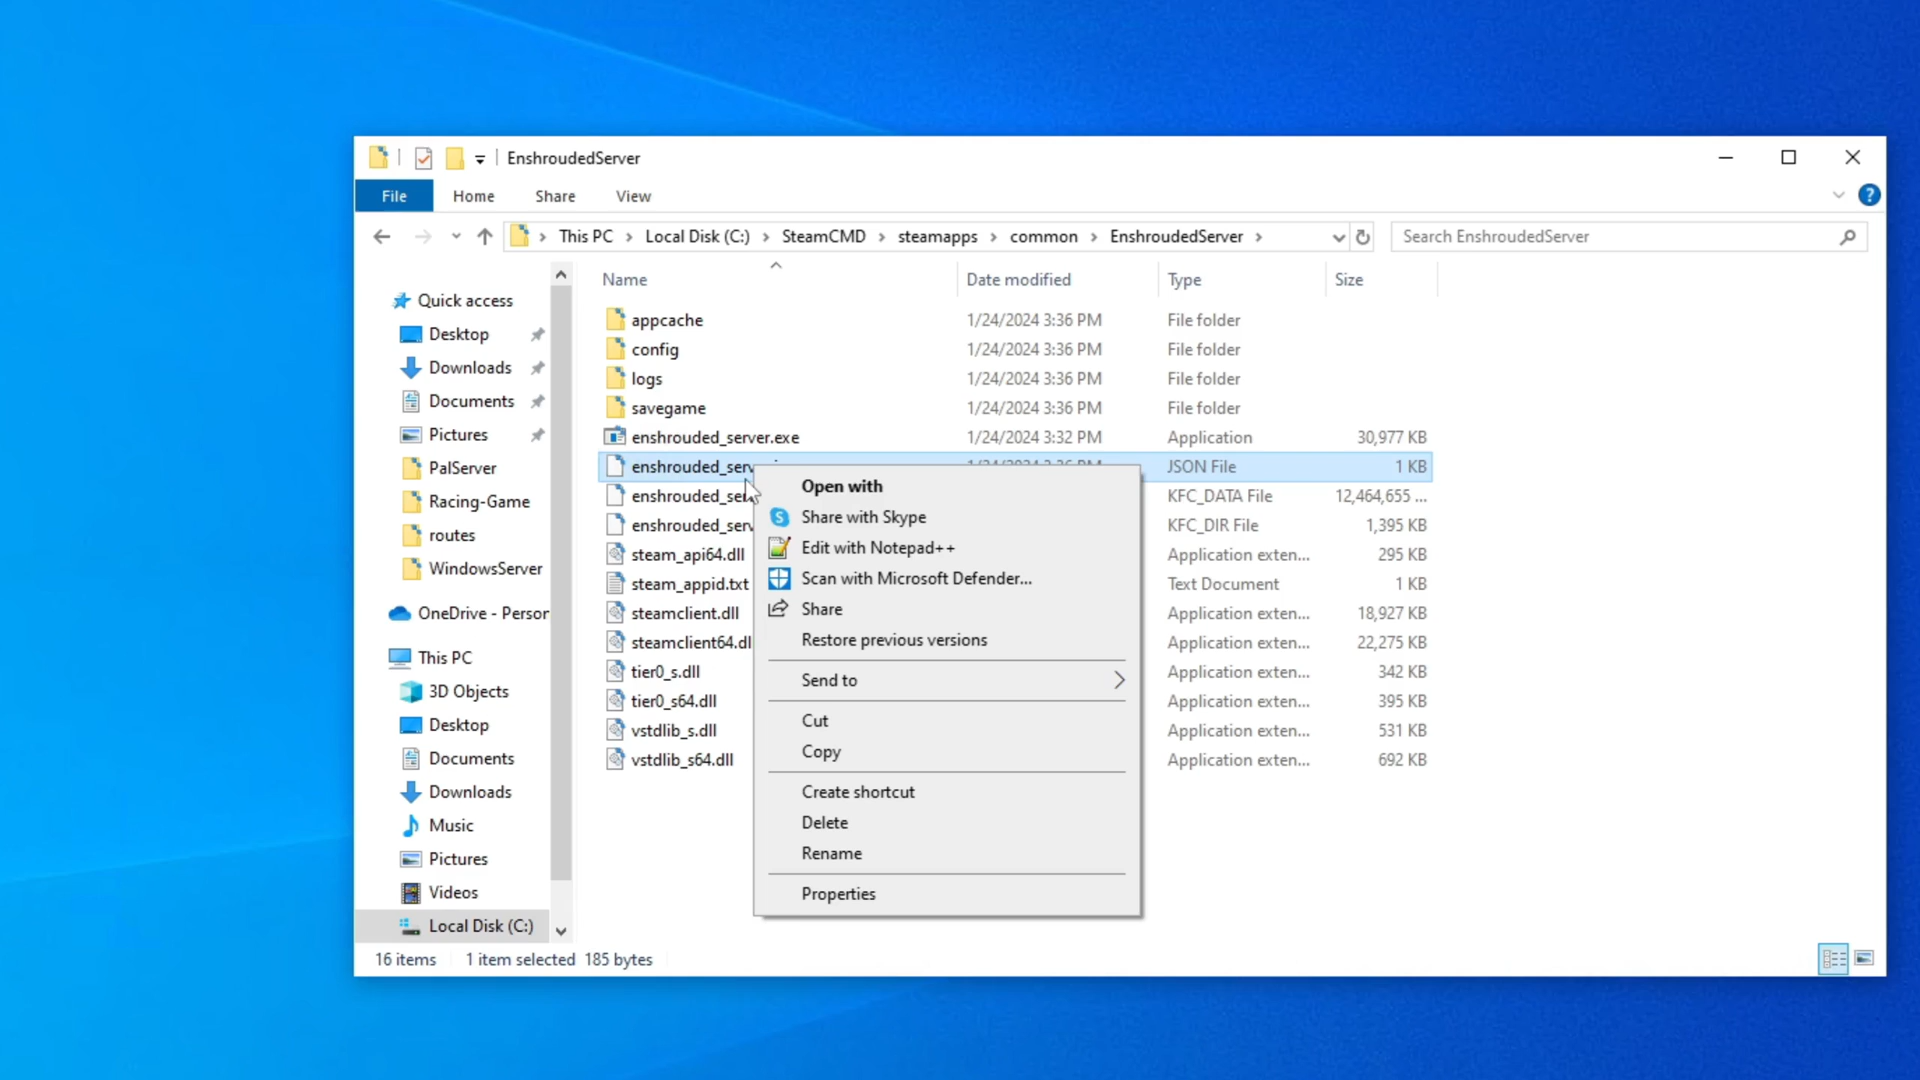 EnshroudedServer
File Home Share View
This PC Local Disk (C:) SteamCMD steamapps common EnshroudedServer Search EnshroudedServer
Name Date modified Type Size
Quick access
Desktop
Downloads
Documents
Pictures
PalServer
Racing-Game
routes
WindowsServer
OneDrive - Person
This PC
3D Objects
Desktop
Documents
Downloads
Music
Pictures
Videos
Local Disk (C:)
appcache 1/24/2024 3:36 PM File folder
config 1/24/2024 3:36 PM File folder
logs 1/24/2024 3:36 PM File folder
savegame 1/24/2024 3:36 PM File folder
enshrouded_server.exe 1/24/2024 3:32 PM Application 30,977 KB
JSON File 1 KB
KFC_DATA File 12,464,655 ...
KFC_DIR File 1,395 KB
steam_api64.dll Application exten... 295 KB
steam_appid.txt Text Document 1 KB
steamclient.dll Application exten... 18,927 KB
steamclient64.dl Application exten... 22,275 KB
tier0_s.dll Application exten... 342 KB
tier0_s64.dll Application exten... 395 KB
vstdlib_s.dll Application exten... 531 KB
vstdlib_s64.dll Application exten... 692 KB
Open with
Share with Skype
Edit with Notepad++
Scan with Microsoft Defender...
Share
Restore previous versions
Send to
Cut
Copy
Create shortcut
Delete
Rename
Properties
16 items 1 item selected 185 bytes